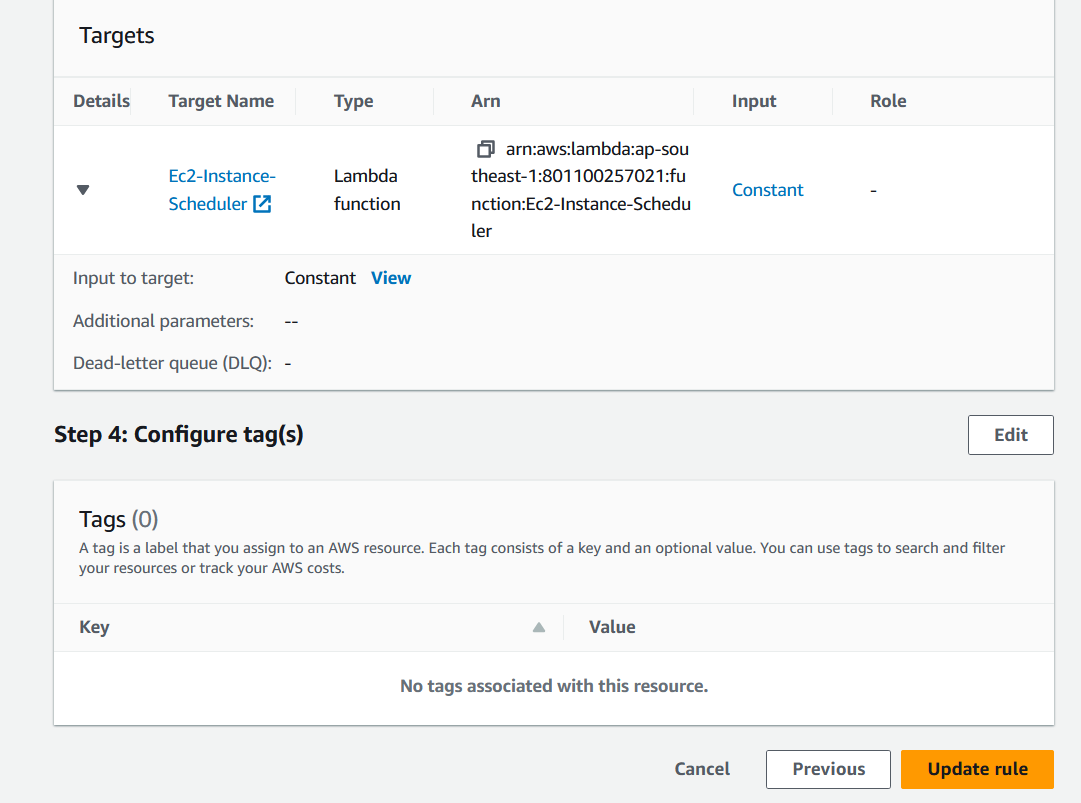 Targets
Details Target Name Type Arn Input Role
Ec2-Instance-Scheduler Lambda function arn:aws:lambda:ap-southeast-1:801100257021:function:Ec2-Instance-Scheduler Constant -
Input to target: Constant View
Additional parameters: --
Dead-letter queue (DLQ): -
Step 4: Configure tag(s) Edit
Tags (0)
A tag is a label that you assign to an AWS resource. Each tag consists of a key and an optional value. You can use tags to search and filter
your resources or track your AWS costs.
Key Value
No tags associated with this resource.
Cancel Previous Update rule